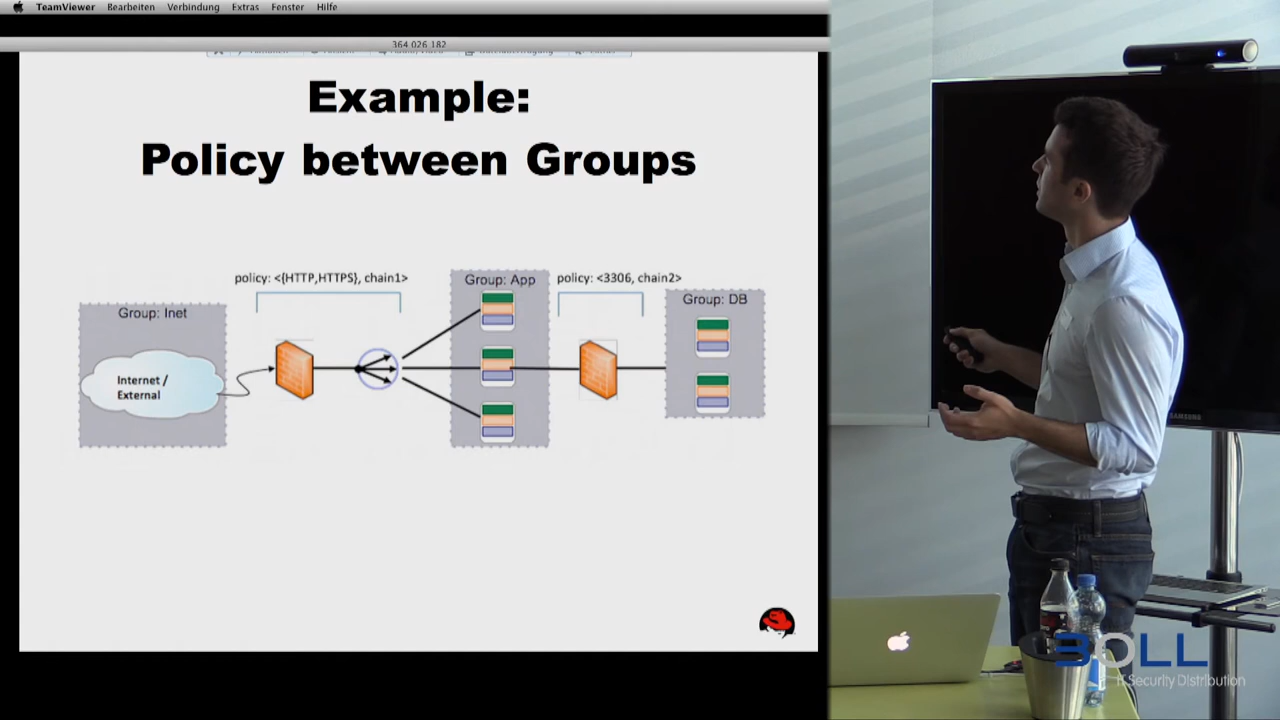 TeamViewer Bearbeiten Verbindung Extras Fenster Hilfe
364 026 182
Example:
Policy between Groups
policy: <{HTTP,HTTPS}, chain1>
Group: App
policy: <3306, chain2>
Group: DB
Group: Inet
Internet /
External
SAMSUNG
BOLL
IT Security Distribution